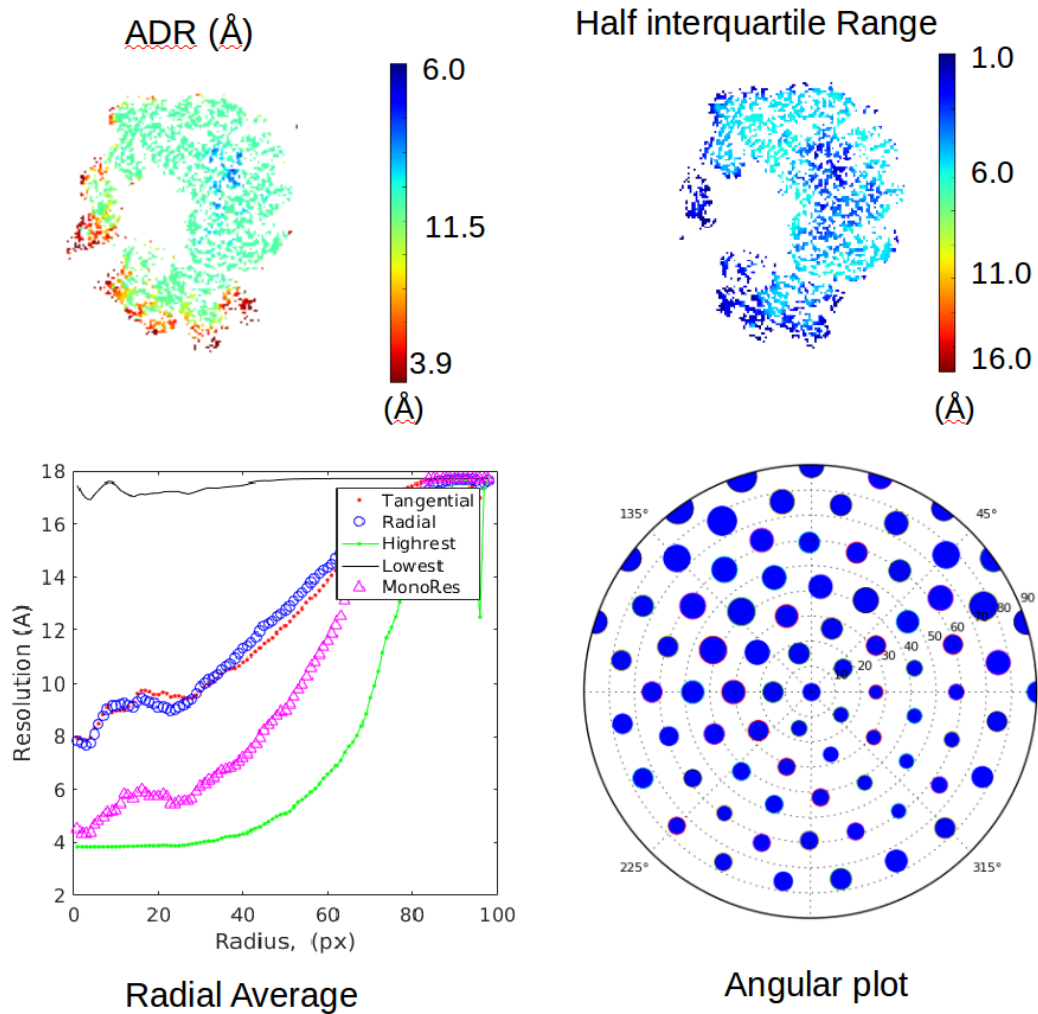 ADR (Å)
Half interquartile Range
6.0
11.5
3.9
(Å)
1.0
6.0
11.0
16.0
(Å)
18
16
14
12
10
8
6
4
2
Resolution (A)
0
20
40
60
80
100
Radius, (px)
Tangential
Radial
Highrest
Lowest
MonoRes
Radial Average
135°
45°
225°
315°
10
20
30
40
50
60
70
80
90
Angular plot